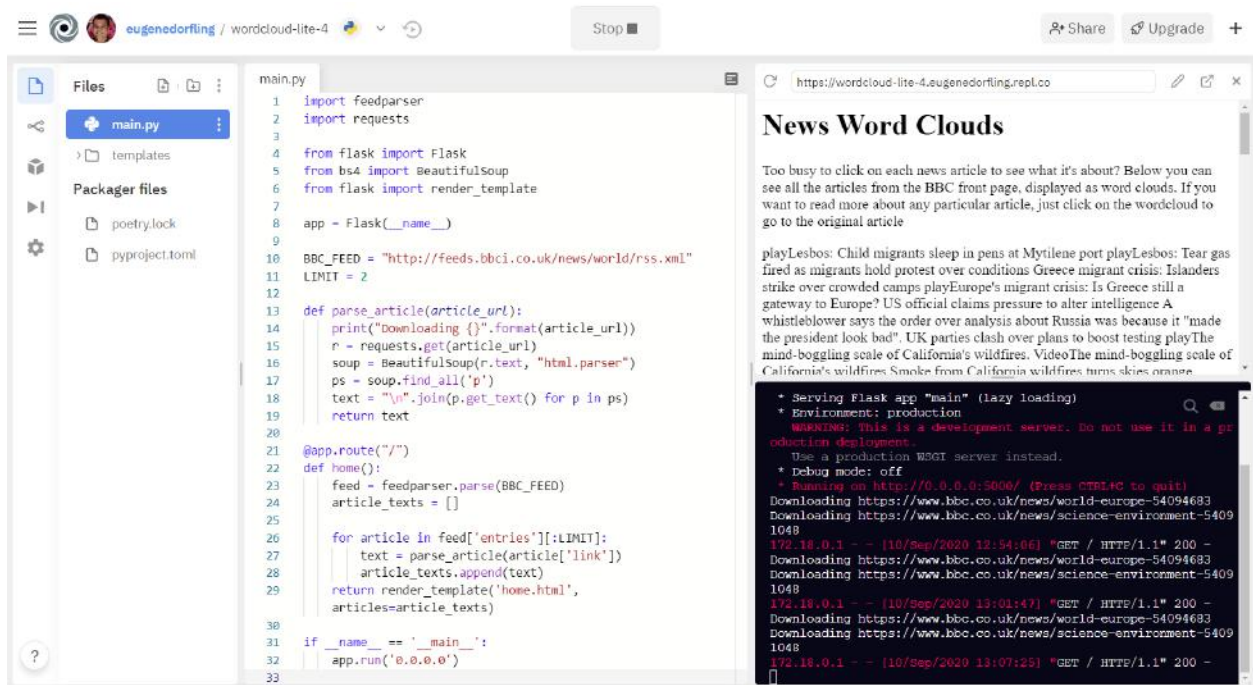 eugenedorfling / wordcloud-lite-4
Stop
Share
Upgrade
Files
main.py
templates
Packager files
poetry.lock
pyproject.toml
?
main.py
1 import feedparser
2 import requests
3
4 from flask import Flask
5 from bs4 import BeautifulSoup
6 from flask import render_template
7
8 app = Flask(__name__)
9
10 BBC_FEED = "http://feeds.bbci.co.uk/news/world/rss.xml"
11 LIMIT = 2
12
13 def parse_article(article_url):
14 print("Downloading {}".format(article_url))
15 r = requests.get(article_url)
16 soup = BeautifulSoup(r.text, "html.parser")
17 ps = soup.find_all('p')
18 text = "\n".join(p.get_text() for p in ps)
19 return text
20
21 @app.route("/")
22 def home():
23 feed = feedparser.parse(BBC_FEED)
24 article_texts = []
25
26 for article in feed['entries'][:LIMIT]:
27 text = parse_article(article['link'])
28 article_texts.append(text)
29 return render_template('home.html',
articles=article_texts)
30
31 if __name__ == '__main__':
32 app.run('0.0.0.0')
33
https://wordcloud-lite-4.eugenedorfling.repl.co
News Word Clouds
Too busy to click on each news article to see what it's about? Below you can
see all the articles from the BBC front page, displayed as word clouds. If you
want to read more about any particular article, just click on the wordcloud to
go to the original article
playLesbos: Child migrants sleep in pens at Mytilene port playLesbos: Tear gas
fired as migrants hold protest over conditions Greece migrant crisis: Islanders
strike over crowded camps playEurope's migrant crisis: Is Greece still a
gateway to Europe? US official claims pressure to alter intelligence A
whistleblower says the order over analysis about Russia was because it "made
the president look bad". UK parties clash over plans to boost testing playThe
mind-boggling scale of California's wildfires. VideoThe mind-boggling scale of
California's wildfires Smoke from California wildfires turns skies orange
* Serving Flask app "main" (lazy loading)
* Environment: production
WARNING: This is a development server. Do not use it in a pr
oduction deployment.
Use a production WSGI server instead.
* Debug mode: off
* Running on http://0.0.0.0:5000/ (Press CTRL+C to quit)
Downloading https://www.bbc.co.uk/news/world-europe-54094683
Downloading https://www.bbc.co.uk/news/science-environment-5409
1048
172.18.0.1 - - [10/Sep/2020 12:54:06] "GET / HTTP/1.1" 200 -
Downloading https://www.bbc.co.uk/news/world-europe-54094683
Downloading https://www.bbc.co.uk/news/science-environment-5409
1048
172.18.0.1 - - [10/Sep/2020 13:01:47] "GET / HTTP/1.1" 200 -
Downloading https://www.bbc.co.uk/news/world-europe-54094683
Downloading https://www.bbc.co.uk/news/science-environment-5409
1048
172.18.0.1 - - [10/Sep/2020 13:07:25] "GET / HTTP/1.1" 200 -